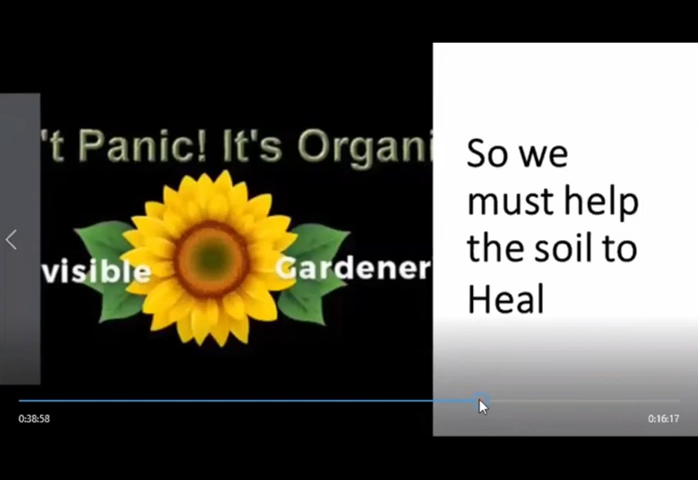 't Panic! It's Organi
visible Gardener
So we
must help
the soil to
Heal
0:38:58
0:16:17